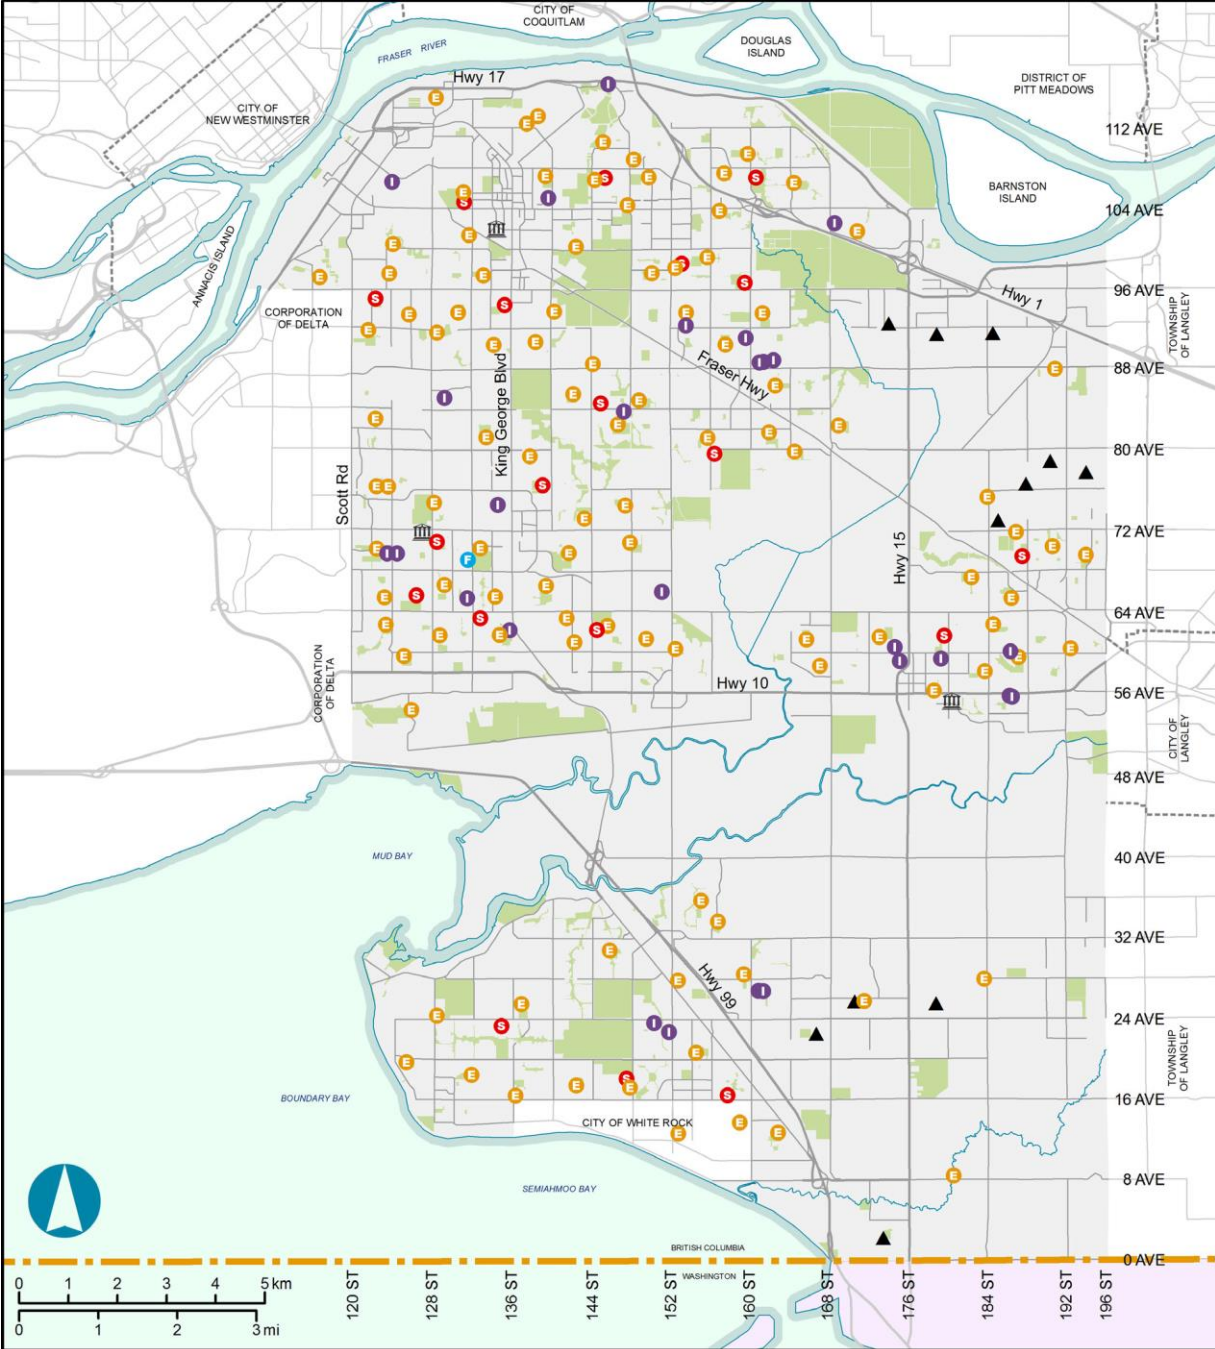 CITY OF
COQUITLAM
FRASER RIVER
DOUGLAS
ISLAND
Hwy 17
DISTRICT OF
PITT MEADOWS
CITY OF
NEW WESTMINSTER
112 AVE
BARNSTON
ISLAND
104 AVE
ANNACIS ISLAND
96 AVE
Hwy 1
CORPORATION
OF DELTA
TOWNSHIP
OF LANGLEY
Fraser Hwy
88 AVE
King George Blvd
80 AVE
Scott Rd
72 AVE
Hwy 15
64 AVE
CORPORATION
OF DELTA
Hwy 10
56 AVE
CITY OF
LANGLEY
48 AVE
MUD BAY
40 AVE
32 AVE
Hwy 99
24 AVE
TOWNSHIP
OF LANGLEY
BOUNDARY BAY
16 AVE
CITY OF WHITE ROCK
8 AVE
SEMIAHMOO BAY
BRITISH COLUMBIA
0 AVE
WASHINGTON
0 1 2 3 4 5 km
0 1 2 3 mi
120 ST
128 ST
136 ST
144 ST
152 ST
160 ST
168 ST
176 ST
184 ST
192 ST
196 ST